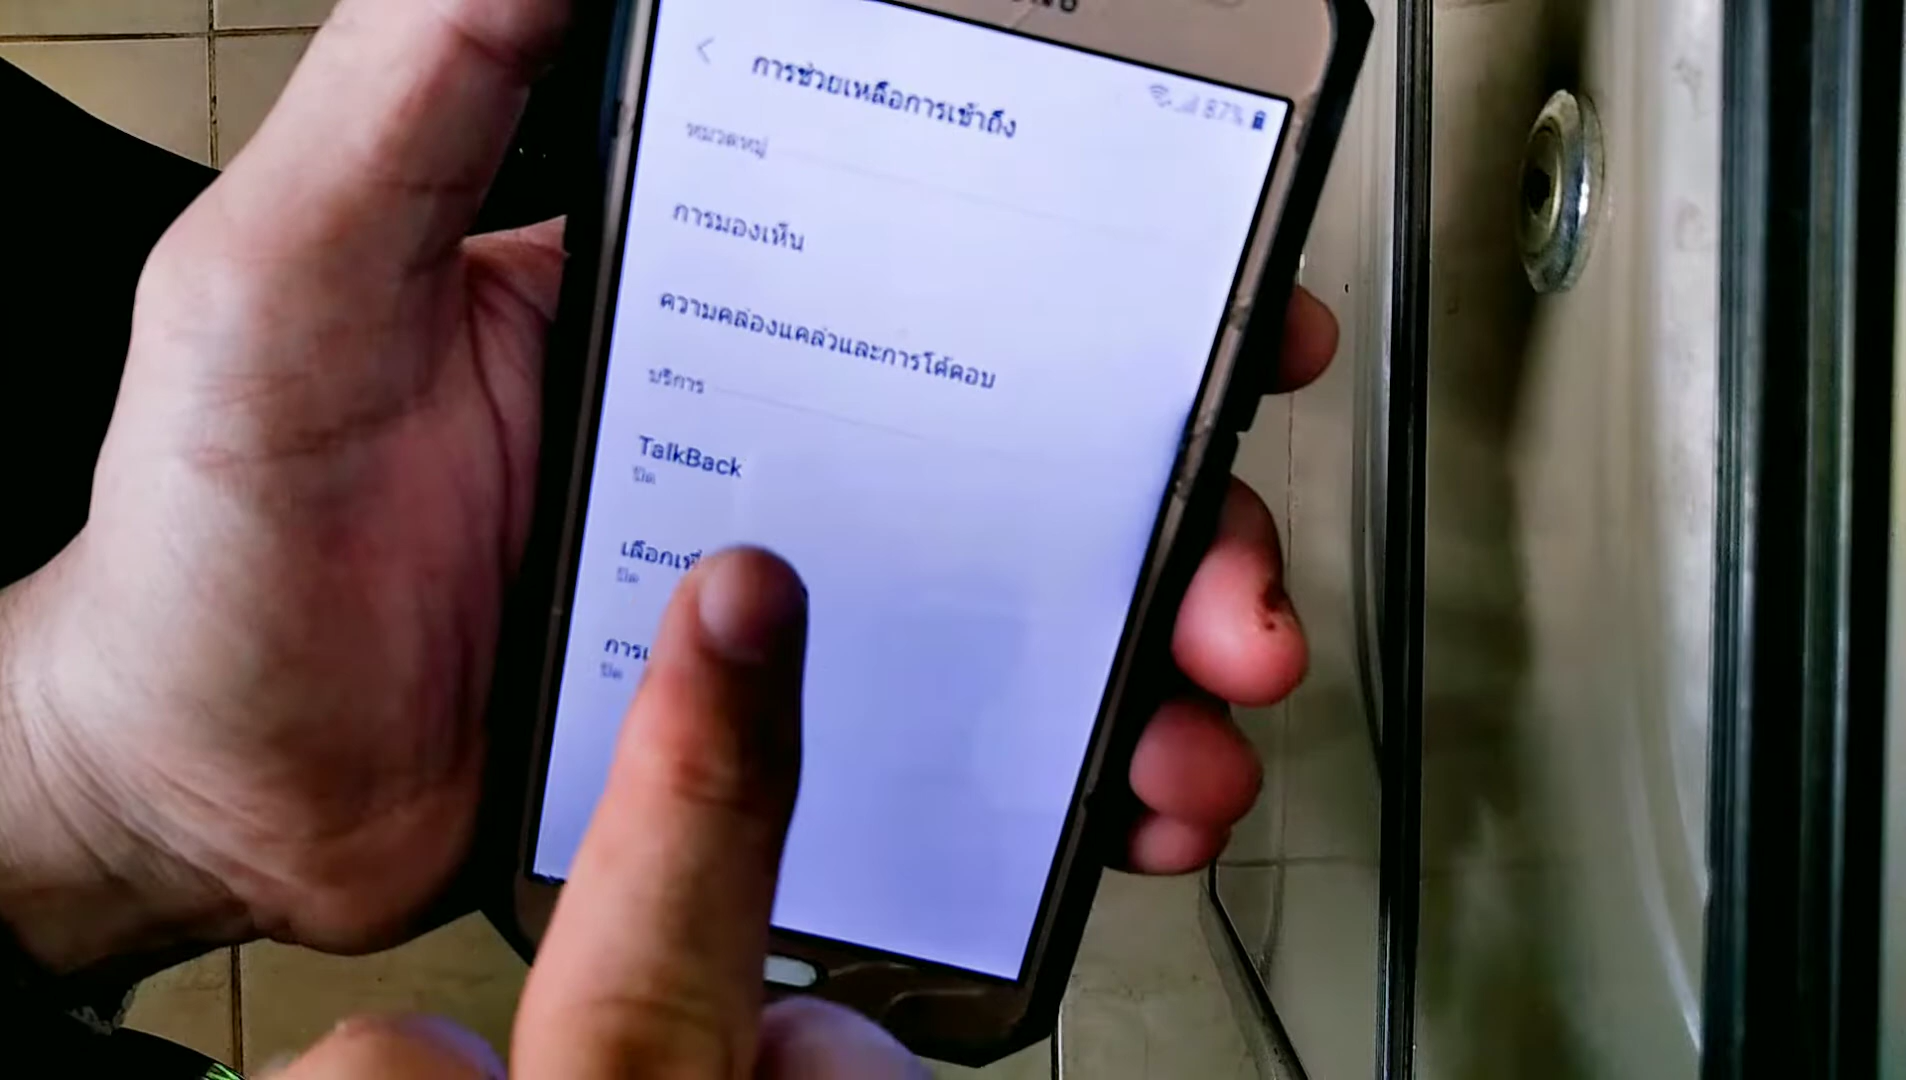 87%
การช่วยเหลือการเข้าถึง
หมวดหมู่
การมองเห็น
ความคล่องแคล่วและการโต้ตอบ
บริการ
TalkBack
ปิด
ปิด
ปิด